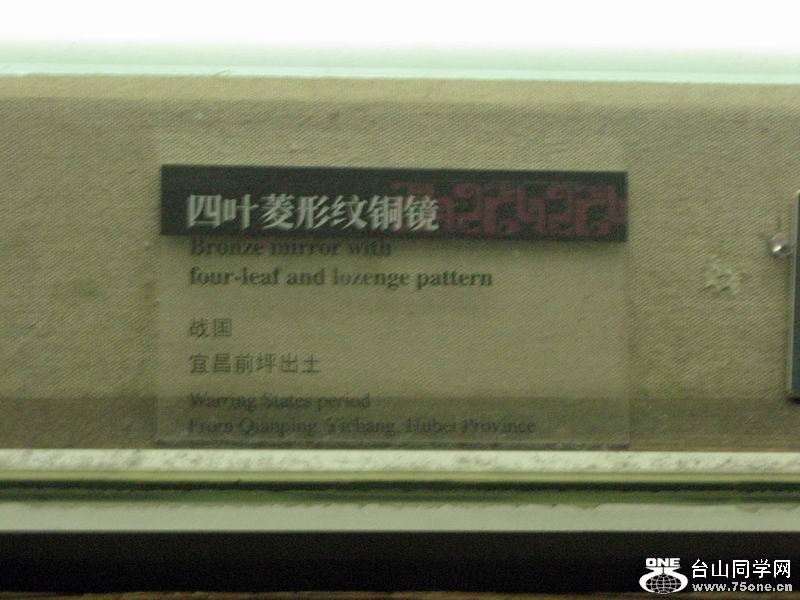 四叶菱形纹铜镜
Bronze mirror with
four-leaf and lozenge pattern
战国
宜昌前坪出土
Warring States period
From Qianping, Yichang, Hubei Province
ONE
台山同学网
www.75one.cn